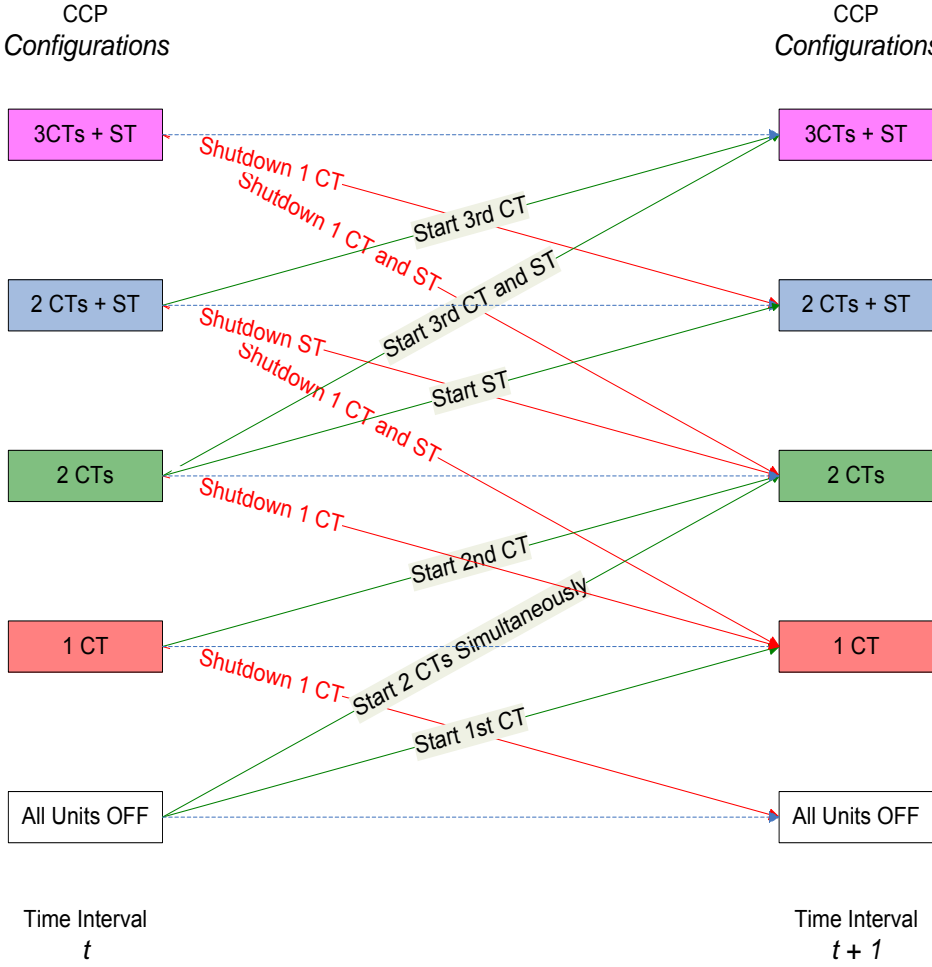 CCP
Configurations
CCP
Configurations
3CTs + ST
3CTs + ST
Shutdown 1 CT
Shutdown 1 CT and ST
Start 3rd CT
2 CTs + ST
2 CTs + ST
Start 3rd CT and ST
Shutdown ST
Shutdown 1 CT and ST
Start ST
2 CTs
2 CTs
Shutdown 1 CT
Start 2nd CT
1 CT
1 CT
Start 2 CTs Simultaneously
Shutdown 1 CT
Start 1st CT
All Units OFF
All Units OFF
Time Interval
t
Time Interval
t + 1